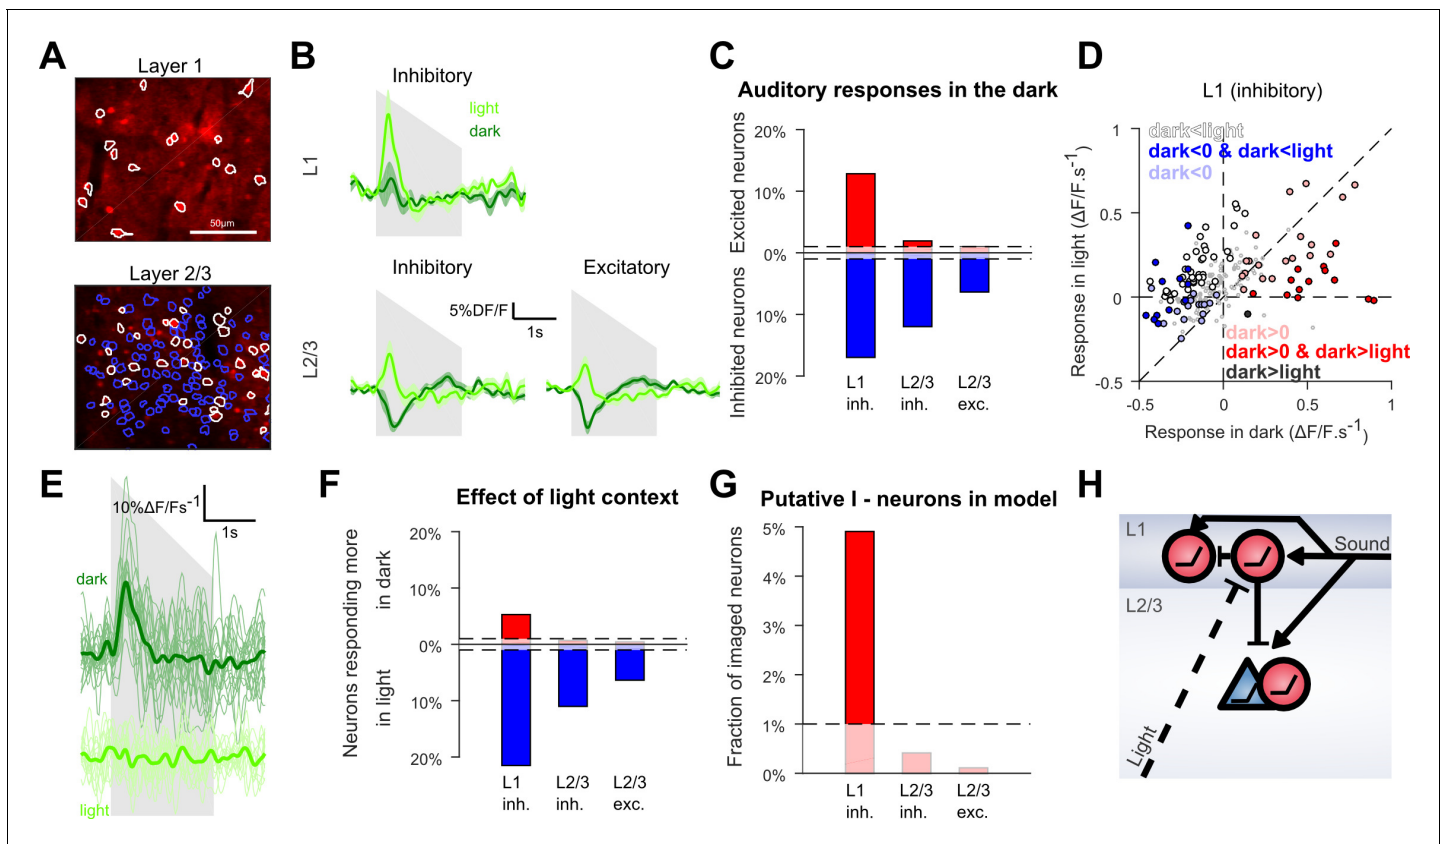 A
Layer 1
50µm
Layer 2/3
B
Inhibitory
light
dark
L1
Inhibitory
Excitatory
5%DF/F
1s
L2/3
C
Auditory responses in the dark
Excited neurons
Inhibited neurons
20%
10%
0%
10%
20%
L1 L2/3 L2/3
inh. inh. exc.
D
L1 (inhibitory)
dark<light
dark<0 & dark<light
dark<0
Response in light (ΔF/F.s-1)
1
0.5
0
-0.5
dark>0
dark>0 & dark>light
dark>light
-0.5 0 0.5 1
Response in dark (ΔF/F.s-1)
E
10%ΔF/Fs-1
1s
dark
light
F
Effect of light context
Neurons responding more
in dark
in light
20%
10%
0%
10%
20%
L1 L2/3 L2/3
inh. inh. exc.
G
Putative I - neurons in model
Fraction of imaged neurons
5%
4%
3%
2%
1%
0%
L1 L2/3 L2/3
inh. inh. exc.
H
L1
Sound
L2/3
Light